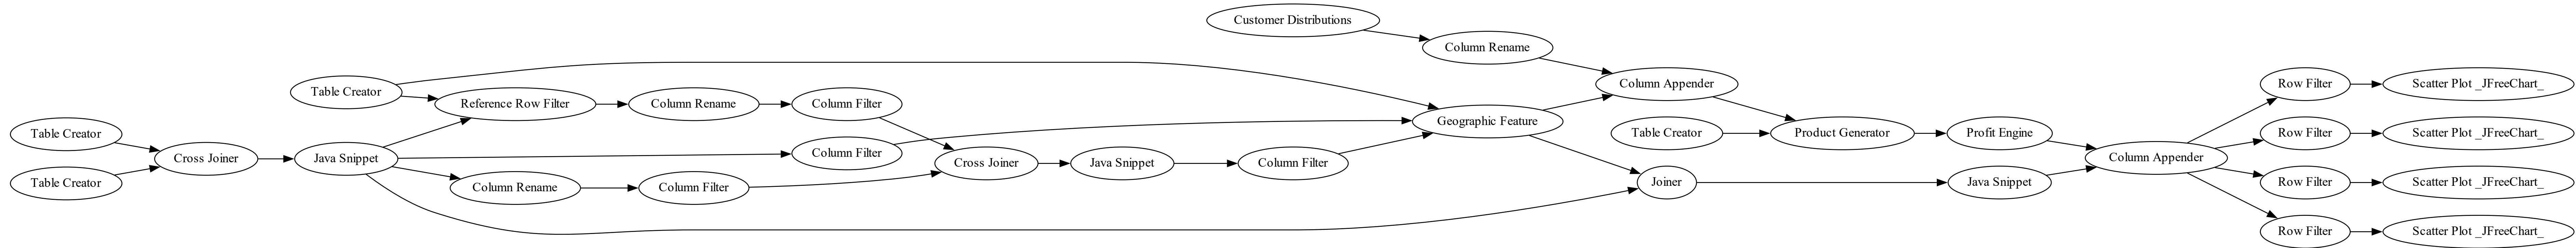 Customer Distributions
Column Rename
Table Creator
Column Appender
Row Filter
Scatter Plot _JFreeChart_
Reference Row Filter
Column Rename
Column Filter
Geographic Feature
Table Creator
Table Creator
Product Generator
Profit Engine
Row Filter
Scatter Plot _JFreeChart_
Cross Joiner
Java Snippet
Column Filter
Cross Joiner
Java Snippet
Column Filter
Column Appender
Table Creator
Column Rename
Column Filter
Joiner
Java Snippet
Row Filter
Scatter Plot _JFreeChart_
Row Filter
Scatter Plot _JFreeChart_